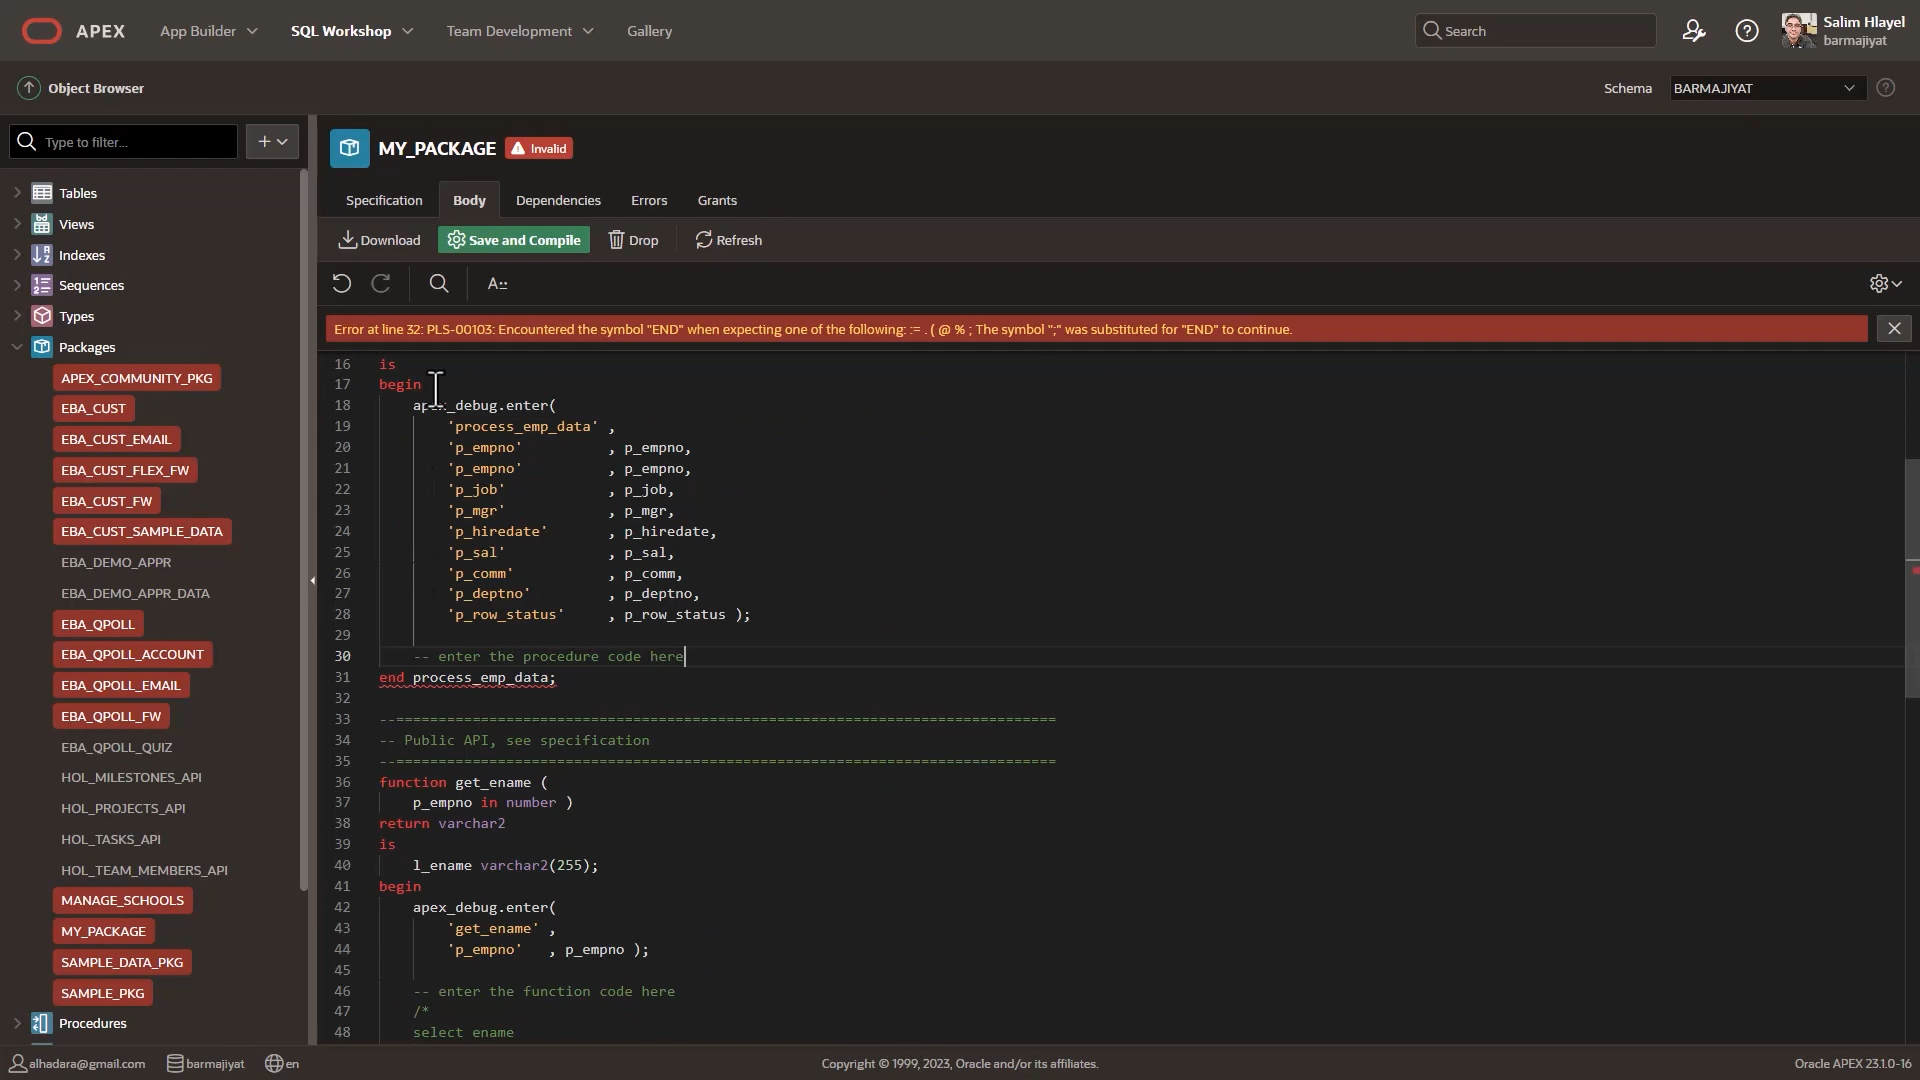 APEX App Builder SQL Workshop Team Development Gallery Search Salim Hlayel
barmajiyat
Object Browser Schema BARMAJIYAT
Type to filter...
Tables
Views
Indexes
Sequences
Types
Packages
APEX_COMMUNITY_PKG
EBA_CUST
EBA_CUST_EMAIL
EBA_CUST_FLEX_FW
EBA_CUST_FW
EBA_CUST_SAMPLE_DATA
EBA_DEMO_APPR
EBA_DEMO_APPR_DATA
EBA_QPOLL
EBA_QPOLL_ACCOUNT
EBA_QPOLL_EMAIL
EBA_QPOLL_FW
EBA_QPOLL_QUIZ
HOL_MILESTONES_API
HOL_PROJECTS_API
HOL_TASKS_API
HOL_TEAM_MEMBERS_API
MANAGE_SCHOOLS
MY_PACKAGE
SAMPLE_DATA_PKG
SAMPLE_PKG
Procedures
MY_PACKAGE Invalid
Specification Body Dependencies Errors Grants
Download Save and Compile Drop Refresh
Error at line 32: PLS-00103: Encountered the symbol "END" when expecting one of the following: := . ( @ % ; The symbol ";" was substituted for "END" to continue.
16 is
17 begin
18 apex_debug.enter(
19 'process_emp_data' ,
20 'p_empno' , p_empno,
21 'p_empno' , p_empno,
22 'p_job' , p_job,
23 'p_mgr' , p_mgr,
24 'p_hiredate' , p_hiredate,
25 'p_sal' , p_sal,
26 'p_comm' , p_comm,
27 'p_deptno' , p_deptno,
28 'p_row_status' , p_row_status );
29
30 -- enter the procedure code here
31 end process_emp_data;
32
33 --==============================================================================
34 -- Public API, see specification
35 --==============================================================================
36 function get_ename (
37 p_empno in number )
38 return varchar2
39 is
40 l_ename varchar2(255);
41 begin
42 apex_debug.enter(
43 'get_ename' ,
44 'p_empno' , p_empno );
45
46 -- enter the function code here
47 /*
48 select ename
alhadara@gmail.com barmajiyat en Copyright © 1999, 2023, Oracle and/or its affiliates. Oracle APEX 23.1.0-16